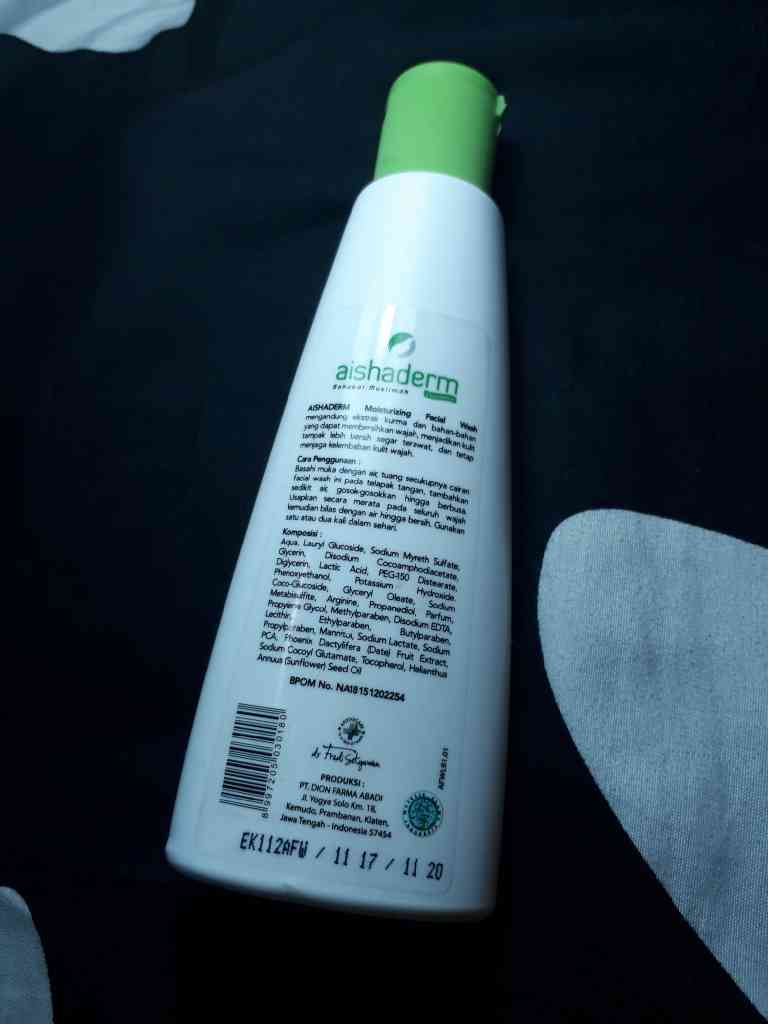 aishaderm
Sahabat Muslimah
AISHADERM Moisturizing Facial Wash
mengandung ekstrak kurma dan bahan-bahan
yang dapat membersihkan wajah, menjadikan kulit
tampak lebih bersih segar terawat, dan tetap
menjaga kelembaban kulit wajah.
Cara Penggunaan :
Basahi muka dengan air, tuang secukupnya cairan
facial wash ini pada telapak tangan, tambahkan
sedikit air, gosok-gosokkan hingga berbusa.
Usapkan secara merata pada seluruh wajah
kemudian bilas dengan air hingga bersih. Gunakan
satu atau dua kali dalam sehari.
Komposisi :
Aqua, Lauryl Glucoside, Sodium Myreth Sulfate,
Glycerin, Disodium Cocoamphodiacetate,
Diglycerin, Lactic Acid, PEG-150 Distearate,
Phenoxyethanol, Potassium Hydroxide,
Coco-Glucoside, Glyceryl Oleate, Sodium
Metabisulfite, Arginine, Propanediol, Parfum,
Propylene Glycol, Methylparaben, Disodium EDTA,
Lecithin, Ethylparaben, Butylparaben,
Propylparaben, Mannitol, Sodium Lactate, Sodium
PCA, Phoenix Dactylifera (Date) Fruit Extract,
Sodium Cocoyl Glutamate, Tocopherol, Helianthus
Annuus (Sunflower) Seed Oil
BPOM No. NA18151202254
8 997205 030180
PRODUKSI :
PT. DION FARMA ABADI
Jl. Yogya Solo Km. 18,
Kemudo, Prambanan, Klaten,
Jawa Tengah - Indonesia 57454
EK112AFW / 11 17 / 11 20